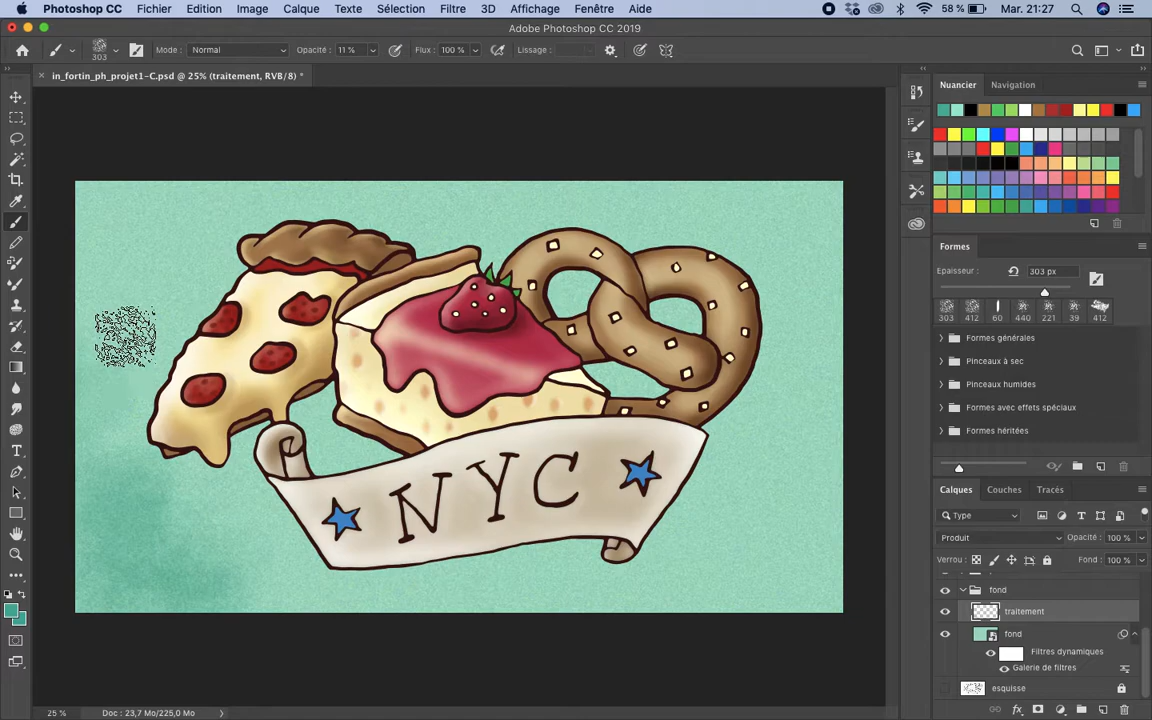 Photoshop CC Fichier Edition Image Calque Texte Sélection Filtre 3D Affichage Fenêtre Aide 58 % Mar. 21:27
Adobe Photoshop CC 2019
303 Mode : Normal Opacité : 11 % Flux : 100 % Lissage :
in_fortin_ph_projet1-C.psd @ 25% (traitement, RVB/8) *
Nuancier Navigation
Formes
Epaisseur : 303 px
303 412 60 440 221 39 412
Formes générales
Pinceaux à sec
Pinceaux humides
Formes avec effets spéciaux
Formes héritées
NYC
Calques Couches Tracés
Type
Produit Opacité : 100 %
Verrou : Fond : 100 %
fond
traitement
fond
Filtres dynamiques
Galerie de filtres
esquisse
25 % Doc : 23,7 Mo/225,0 Mo